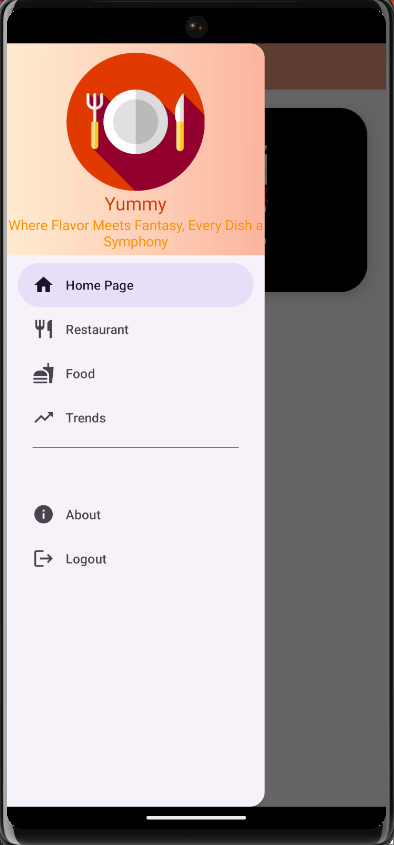 Yummy
Where Flavor Meets Fantasy, Every Dish a
Symphony
Home Page
Restaurant
Food
Trends
About
Logout